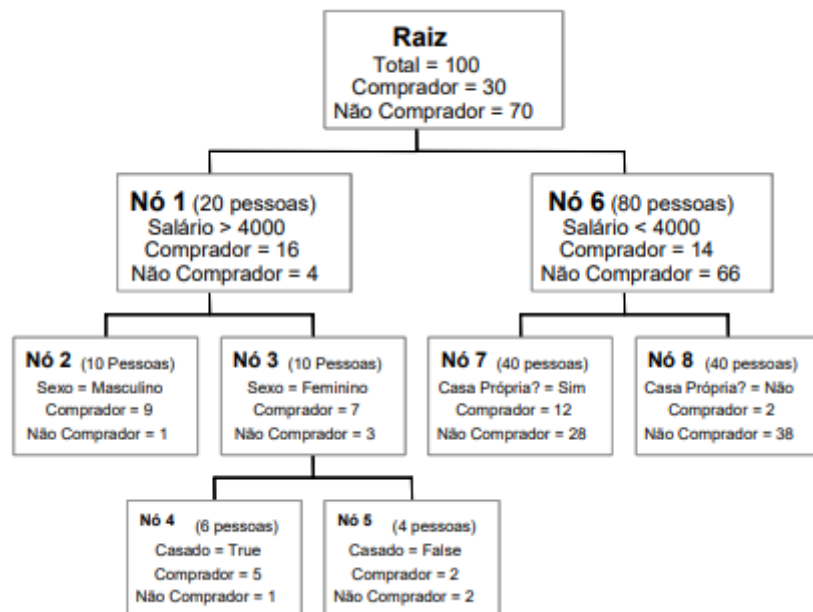 Raiz
Total = 100
Comprador = 30
Não Comprador = 70
Nó 1 (20 pessoas)
Salário > 4000
Comprador = 16
Não Comprador = 4
Nó 6 (80 pessoas)
Salário < 4000
Comprador = 14
Não Comprador = 66
Nó 2 (10 Pessoas)
Sexo = Masculino
Comprador = 9
Não Comprador = 1
Nó 3 (10 Pessoas)
Sexo = Feminino
Comprador = 7
Não Comprador = 3
Nó 7 (40 pessoas)
Casa Própria? = Sim
Comprador = 12
Não Comprador = 28
Nó 8 (40 pessoas)
Casa Própria? = Não
Comprador = 2
Não Comprador = 38
Nó 4 (6 pessoas)
Casado = True
Comprador = 5
Não Comprador = 1
Nó 5 (4 pessoas)
Casado = False
Comprador = 2
Não Comprador = 2